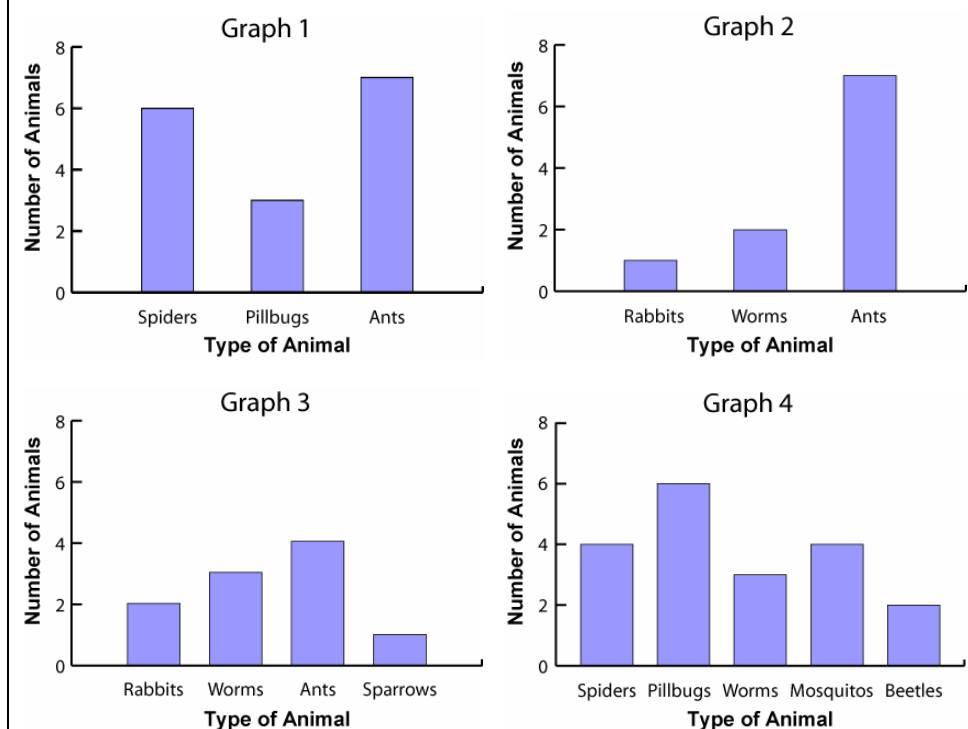 Graph 1
Number of Animals
8
6
4
2
0
Spiders Pillbugs Ants
Type of Animal
Graph 2
Number of Animals
8
6
4
2
0
Rabbits Worms Ants
Type of Animal
Graph 3
Number of Animals
8
6
4
2
0
Rabbits Worms Ants Sparrows
Type of Animal
Graph 4
Number of Animals
8
6
4
2
0
Spiders Pillbugs Worms Mosquitos Beetles
Type of Animal